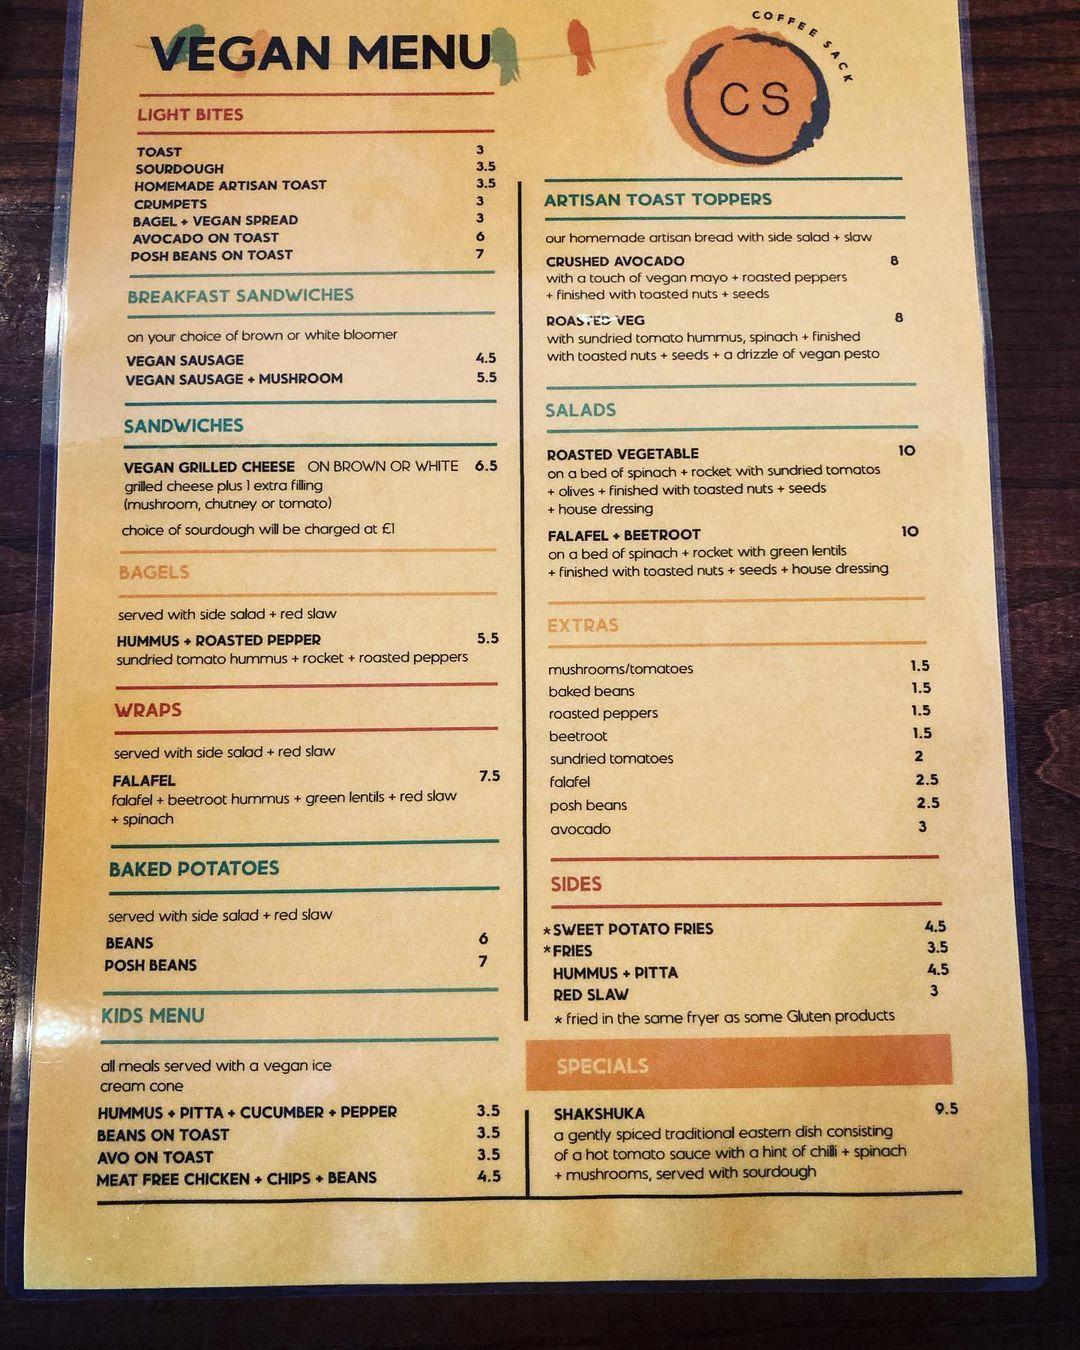 VEGAN MENU
LIGHT BITES
TOAST 3
SOURDOUGH 3.5
HOMEMADE ARTISAN TOAST 3.5
CRUMPETS 3
BAGEL + VEGAN SPREAD 3
AVOCADO ON TOAST 6
POSH BEANS ON TOAST 7
BREAKFAST SANDWICHES
on your choice of brown or white bloomer
VEGAN SAUSAGE 4.5
VEGAN SAUSAGE + MUSHROOM 5.5
SANDWICHES
VEGAN GRILLED CHEESE ON BROWN OR WHITE 6.5
grilled cheese plus 1 extra filling
(mushroom, chutney or tomato)
choice of sourdough will be charged at £1
BAGELS
served with side salad + red slaw
HUMMUS + ROASTED PEPPER 5.5
sundried tomato hummus + rocket + roasted peppers
WRAPS
served with side salad + red slaw
FALAFEL 7.5
falafel + beetroot hummus + green lentils + red slaw
+ spinach
BAKED POTATOES
served with side salad + red slaw
BEANS 6
POSH BEANS 7
KIDS MENU
all meals served with a vegan ice
cream cone
HUMMUS + PITTA + CUCUMBER + PEPPER 3.5
BEANS ON TOAST 3.5
AVO ON TOAST 3.5
MEAT FREE CHICKEN + CHIPS + BEANS 4.5
COFFEE SACK
CS
ARTISAN TOAST TOPPERS
our homemade artisan bread with side salad + slaw
CRUSHED AVOCADO 8
with a touch of vegan mayo + roasted peppers
+ finished with toasted nuts + seeds
ROASTED VEG 8
with sundried tomato hummus, spinach + finished
with toasted nuts + seeds + a drizzle of vegan pesto
SALADS
ROASTED VEGETABLE 10
on a bed of spinach + rocket with sundried tomatos
+ olives + finished with toasted nuts + seeds
+ house dressing
FALAFEL + BEETROOT 10
on a bed of spinach + rocket with green lentils
+ finished with toasted nuts + seeds + house dressing
EXTRAS
mushrooms/tomatoes 1.5
baked beans 1.5
roasted peppers 1.5
beetroot 1.5
sundried tomatoes 2
falafel 2.5
posh beans 2.5
avocado 3
SIDES
*SWEET POTATO FRIES 4.5
*FRIES 3.5
HUMMUS + PITTA 4.5
RED SLAW 3
* fried in the same fryer as some Gluten products
SPECIALS
SHAKSHUKA 9.5
a gently spiced traditional eastern dish consisting
of a hot tomato sauce with a hint of chilli + spinach
+ mushrooms, served with sourdough